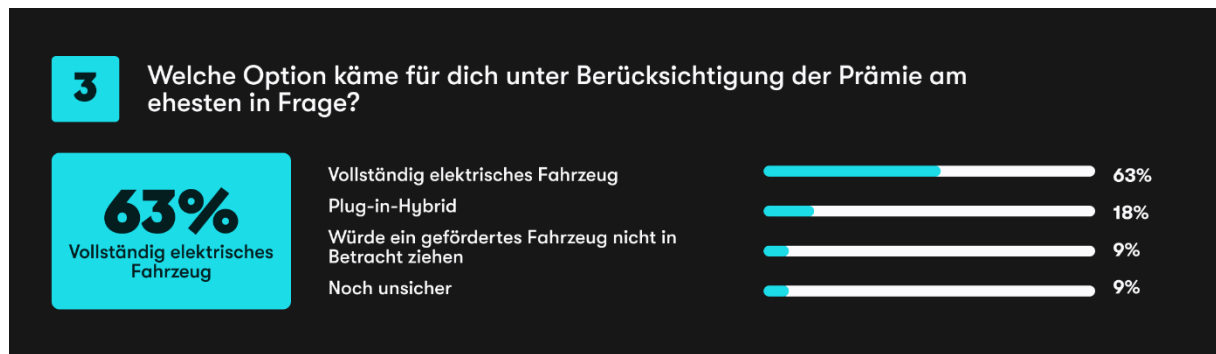 3
Welche Option käme für dich unter Berücksichtigung der Prämie am
ehesten in Frage?
63%
Vollständig elektrisches
Fahrzeug
Vollständig elektrisches Fahrzeug 63%
Plug-in-Hybrid 18%
Würde ein gefördertes Fahrzeug nicht in
Betracht ziehen 9%
Noch unsicher 9%